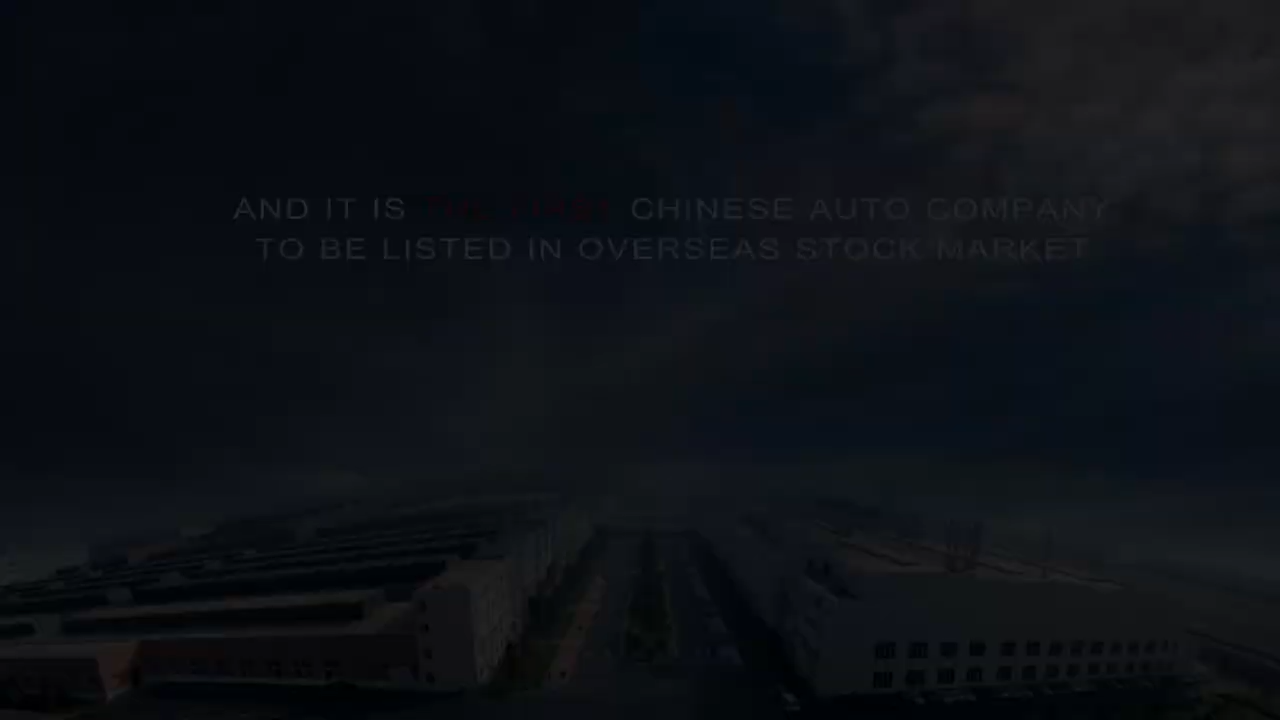 AND IT IS THE FIRST CHINESE AUTO COMPANY
TO BE LISTED IN OVERSEAS STOCK MARKET